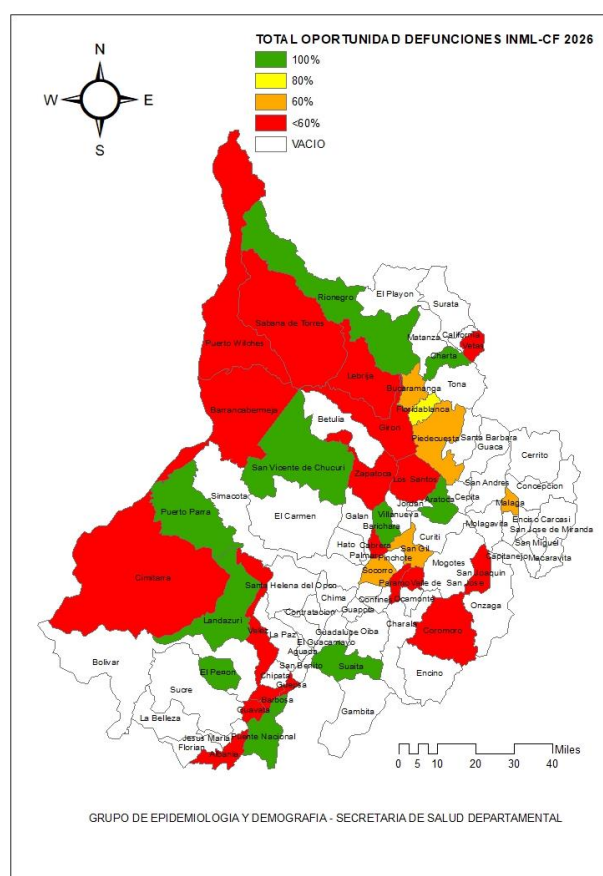 TOTAL OPORTUNIDAD DEFUNCIONES INML-CF 2026
N
W
E
S
100%
80%
60%
<60%
VACIO
El Playon
Rionegro
Surata
Sabana de Torres
California
Vetas
Matanza
Puerto Wilches
Charta
Lebrija
Tona
Bucaramanga
Barrancabermeja
Floridablanca
Betulia
Giron
Piedecuesta
Santa Barbara
Guaca
Cerrito
San Vicente de Chucuri
Zapatoca
Los Santos
San Andres
Concepcion
Simacota
Aratoca
Cepita
Malaga
Jordan
Puerto Parra
El Carmen
Galan
Villanueva
Enciso
Carcasi
Barichara
Molagavita
San Jose de Miranda
Hato
Cabrera
Curiti
San Miguel
Palmar
Pinchote
San Gil
Mogotes
Capitanejo
Macaravita
Socorro
San Joaquin
Cimitarra
Santa Helena del Opon
Paramo
Valle de San Jose
Chima
Confines
Ocamonte
Onzaga
Contratacion
Guapota
Landazuri
Charala
Coromoro
Velez
La Paz
Guadalupe
Oiba
El Guacamayo
Aguada
Bolivar
San Benito
Suaita
El Peñon
Chipata
Encino
Guepsa
Sucre
Barbosa
Guavata
Gambita
La Belleza
Jesus Maria
Puente Nacional
Florian
Albania
Miles
0 5 10 20 30 40
GRUPO DE EPIDEMIOLOGIA Y DEMOGRAFIA - SECRETARIA DE SALUD DEPARTAMENTAL